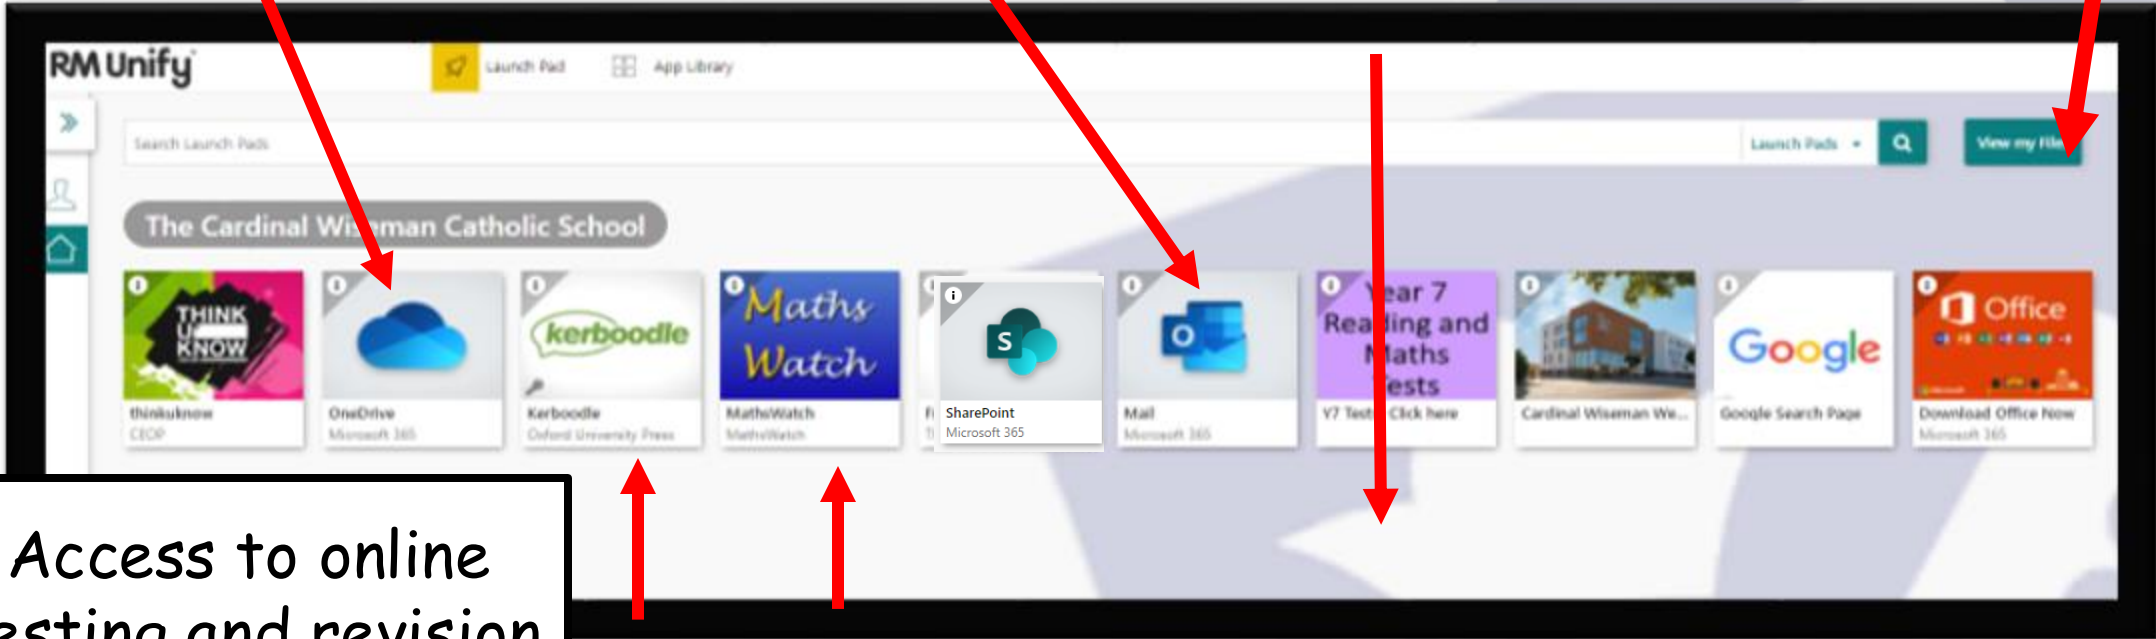 RM Unify
Launch Pad App Library
Search Launch Pads Launch Pads View my File
The Cardinal Wiseman Catholic School
THINK
U
KNOW
thinkuknow
CEOP
OneDrive
Microsoft 365
kerboodle
Kerboodle
Oxford University Press
Maths
Watch
MathsWatch
MathsWatch
S
SharePoint
Microsoft 365
O
Mail
Microsoft 365
Year 7
Reading and
Maths
Tests
Y7 Tests Click here
Cardinal Wiseman We...
Google
Google Search Page
Office
Download Office Now
Microsoft 365
Access to online
esting and revision